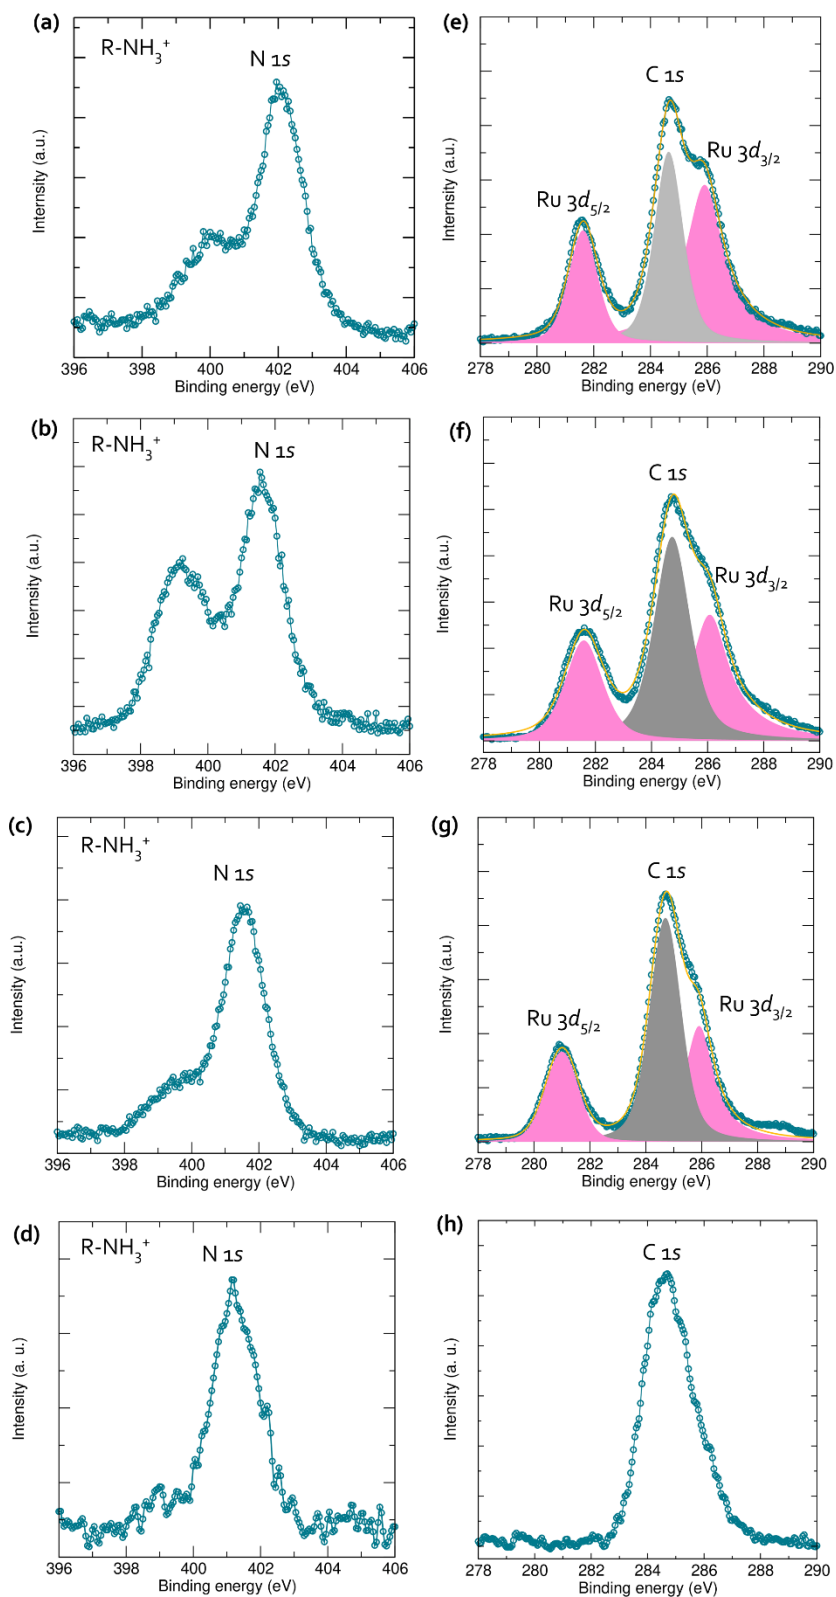 (a)
R-NH3+
N 1s
Internsity (a.u.)
396 398 400 402 404 406
Binding energy (eV)
(e)
C 1s
Ru 3d3/2
Ru 3d5/2
Internsity (a.u.)
278 280 282 284 286 288 290
Binding energy (eV)
(b)
R-NH3+
N 1s
Internsity (a.u.)
396 398 400 402 404 406
Binding energy (eV)
(f)
C 1s
Ru 3d3/2
Ru 3d5/2
Intensity (a.u.)
278 280 282 284 286 288 290
Binding energy (eV)
(c)
R-NH3+
N 1s
Intensity (a.u.)
396 398 400 402 404 406
Binding energy (eV)
(g)
C 1s
Ru 3d5/2
Ru 3d3/2
Intensity (a.u.)
278 280 282 284 286 288 290
Bindig energy (eV)
(d)
R-NH3+
N 1s
Intensity (a. u.)
396 398 400 402 404 406
Binding energy (eV)
(h)
C 1s
Intensity (a. u.)
278 280 282 284 286 288 290
Binding energy (eV)